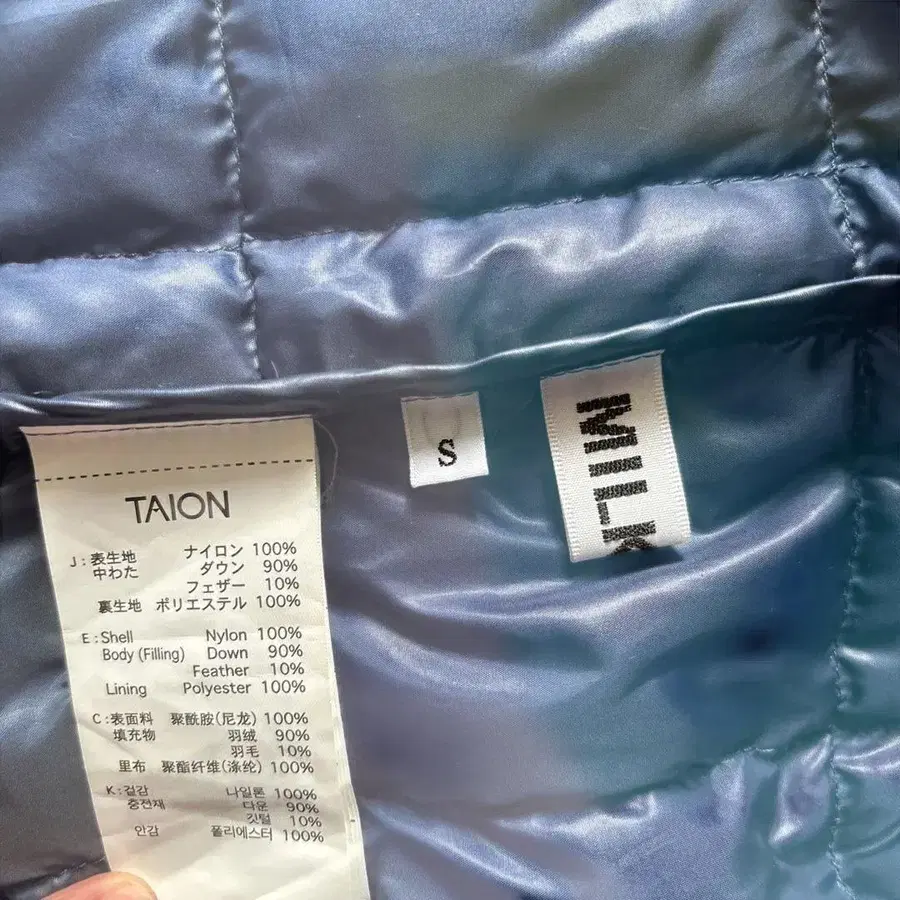 TAION
J:表生地 ナイロン 100%
中わた ダウン 90%
フェザー 10%
裏生地 ポリエステル 100%
E:Shell Nylon 100%
Body (Filling) Down 90%
Feather 10%
Lining Polyester 100%
C:表面料 聚酰胺(尼龙) 100%
填充物 羽绒 90%
羽毛 10%
里布 聚酯纤维(涤纶) 100%
K:겉감 나일론 100%
충전재 다운 90%
깃털 10%
안감 폴리에스터 100%
S
MILK